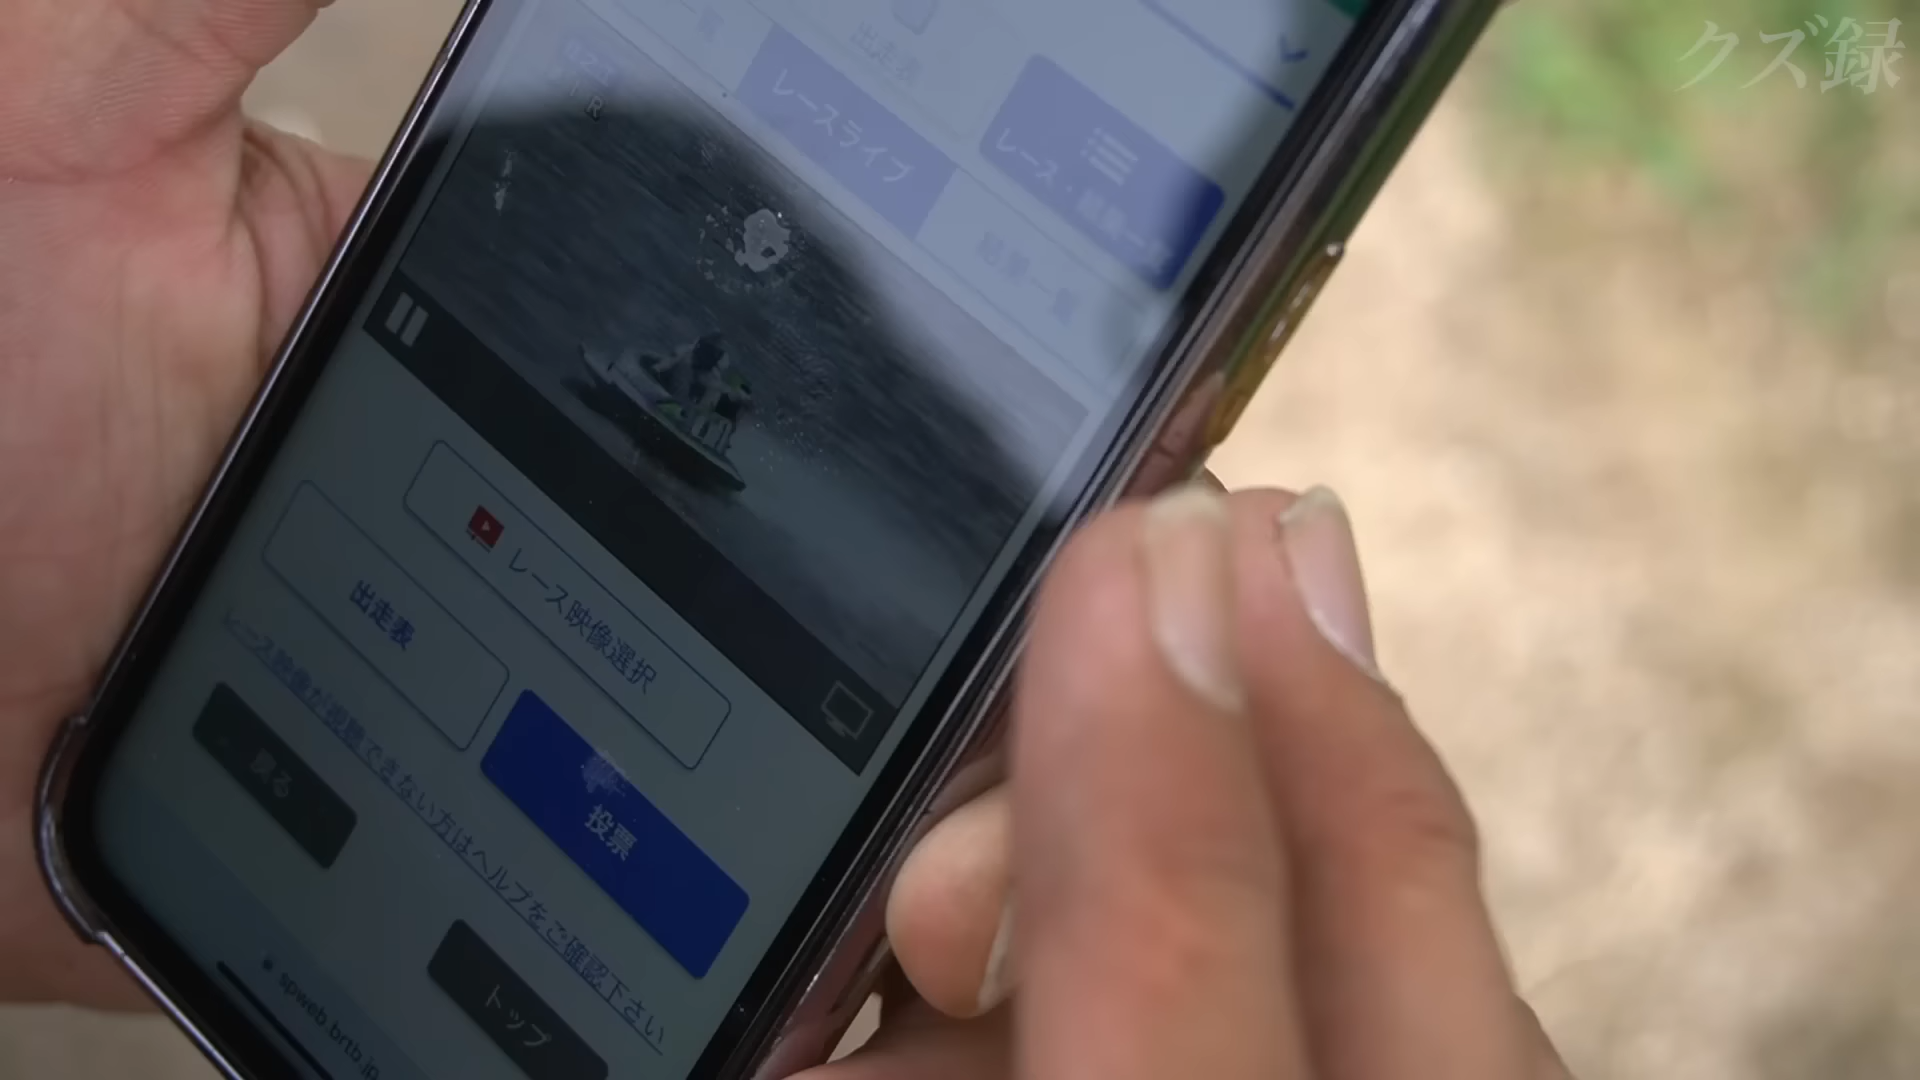 クズ録
出走表
レースライブ
レース・結果一覧
結果一覧
1R
レース映像選択
出走表
投票
レース映像が視聴できない方はヘルプをご確認下さい
戻る
トップ
spweb.brtb.jp